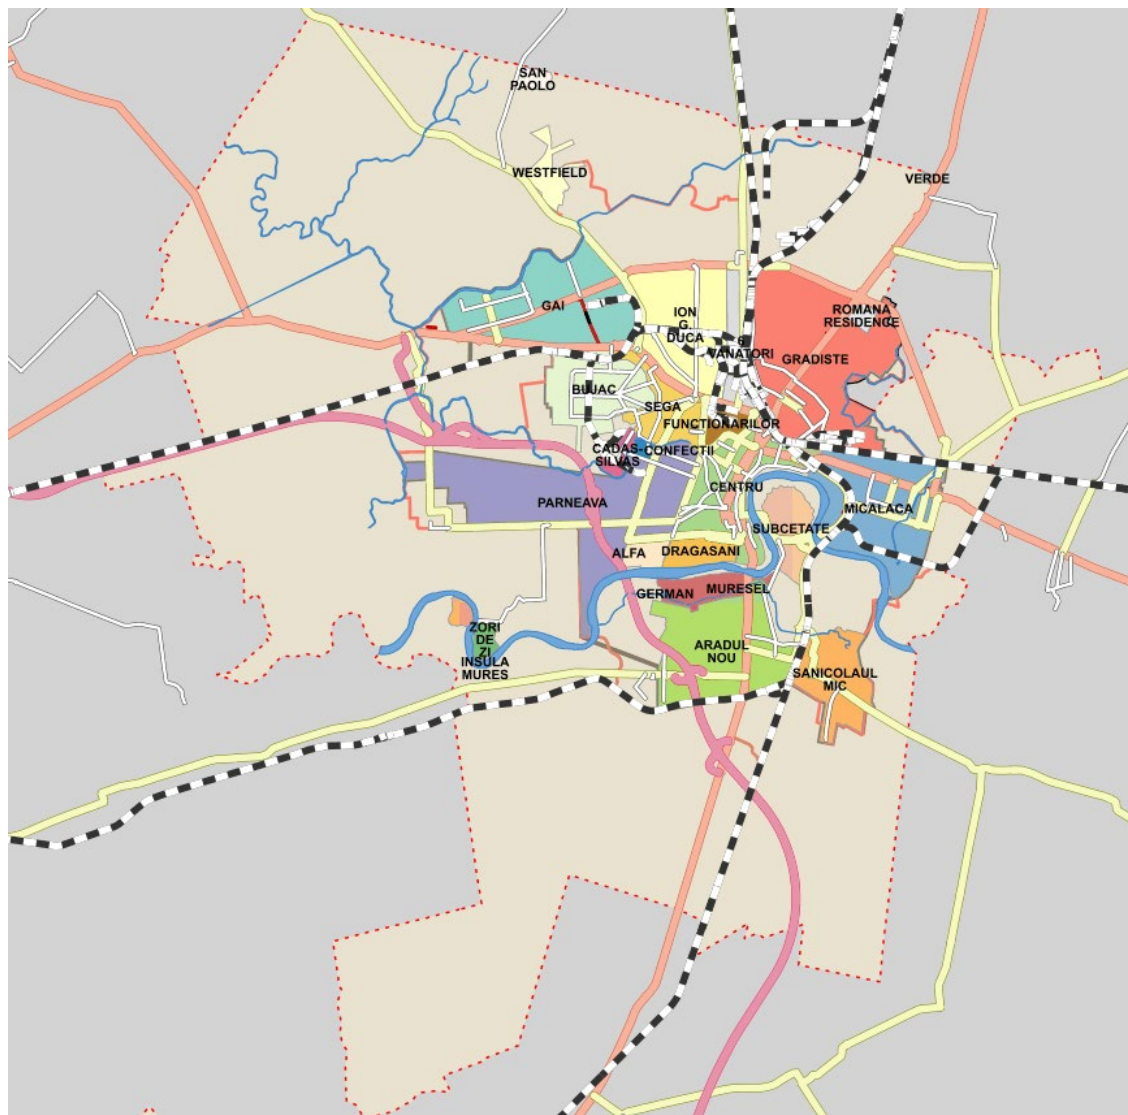 SAN
PAOLO
WESTFIELD
VERDE
GAI
ION
G.
DUCA
ROMANA
RESIDENCE
6
VANATORI
GRADISTE
BUJAC
SEGA
FUNCTIONARILOR
CADAS-
SILVAS
CONFECTII
CENTRU
PARNEAVA
MICALACA
SUBCETATE
ALFA
DRAGASANI
GERMAN
MURESEL
ZORI
DE
ZI
INSULA
MURES
ARADUL
NOU
SANICOLAUL
MIC